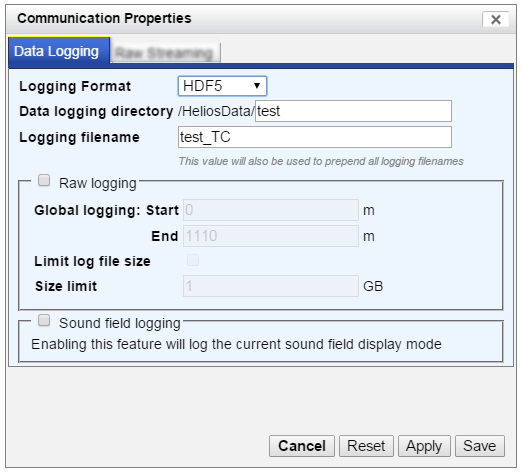 Communication Properties
Data Logging
Logging Format HDF5
Data logging directory /HeliosData/test
Logging filename test_TC
This value will also be used to prepend all logging filenames
Raw logging
Global logging: Start 0 m
End 1110 m
Limit log file size
Size limit 1 GB
Sound field logging
Enabling this feature will log the current sound field display mode
Cancel Reset Apply Save